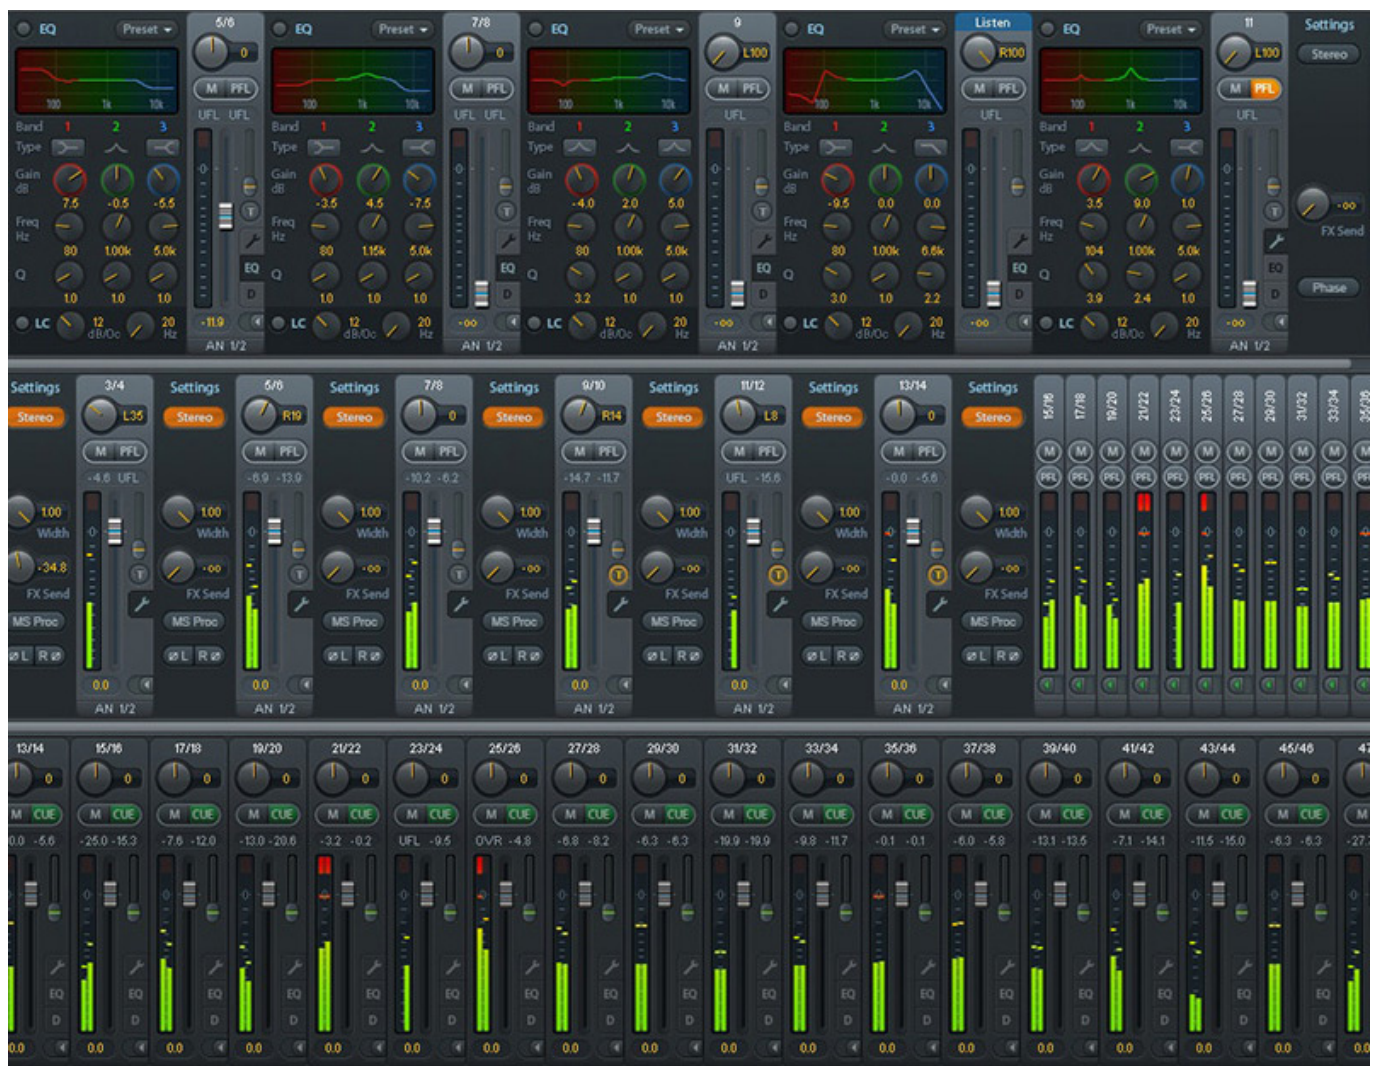 EQ Preset 5/6 EQ Preset 7/8 EQ Preset 9 EQ Preset Listen EQ Preset 11 Settings
0 0 L100 R100 L100 Stereo
M PFL M PFL M PFL M PFL M PFL
100 1k 10k 100 1k 10k 100 1k 10k 100 1k 10k 100 1k 10k
UFL UFL UFL UFL UFL UFL UFL
Band 1 2 3 Band 1 2 3 Band 1 2 3 Band 1 2 3 Band 1 2 3
Type Type Type Type Type
Gain dB Gain dB Gain dB Gain dB Gain dB
7.5 -0.5 -5.5 -3.5 4.5 -7.5 -4.0 2.0 5.0 -9.5 0.0 0.0 3.5 9.0 1.0 -oo
T T T T T
Freq Hz Freq Hz Freq Hz Freq Hz Freq Hz FX Send
80 1.00k 5.0k 80 1.15k 5.0k 80 1.00k 5.0k 80 1.00k 6.6k 104 1.00k 5.0k
Q EQ Q EQ Q EQ Q EQ Q EQ
1.0 1.0 1.0 D 1.0 1.0 1.0 D 3.2 1.0 1.0 D 3.0 1.0 2.2 D 3.9 2.4 1.0 D Phase
LC 12 dB/Oc 20 Hz -11.9 LC 12 dB/Oc 20 Hz -oo LC 12 dB/Oc 20 Hz -oo LC 12 dB/Oc 20 Hz -oo LC 12 dB/Oc 20 Hz -oo
AN 1/2 AN 1/2 AN 1/2 AN 1/2
Settings 3/4 Settings 5/6 Settings 7/8 Settings 9/10 Settings 11/12 Settings 13/14 Settings 15/16 17/18 19/20 21/22 23/24 25/26 27/28 29/30 31/32 33/34 35/36
Stereo L35 Stereo R19 Stereo 0 Stereo R14 Stereo L8 Stereo 0 Stereo
M PFL M PFL M PFL M PFL M PFL M PFL M M M M M M M M M M M
-4.6 UFL -6.9 -13.9 -10.2 -6.2 -14.7 -11.7 UFL -15.6 -0.0 -5.6 PFL PFL PFL PFL PFL PFL PFL PFL PFL PFL PFL
1.00 1.00 1.00 1.00 1.00 1.00 1.00
Width Width Width Width Width Width Width
-34.8 T -oo T -oo T -oo T -oo T -oo T -oo
FX Send FX Send FX Send FX Send FX Send FX Send FX Send
MS Proc MS Proc MS Proc MS Proc MS Proc MS Proc MS Proc
ø L R ø ø L R ø ø L R ø ø L R ø ø L R ø ø L R ø ø L R ø
0.0 0.0 0.0 0.0 0.0 0.0
AN 1/2 AN 1/2 AN 1/2 AN 1/2 AN 1/2 AN 1/2
13/14 15/16 17/18 19/20 21/22 23/24 25/26 27/28 29/30 31/32 33/34 35/36 37/38 39/40 41/42 43/44 45/46 47
0 0 0 0 0 0 0 0 0 0 0 0 0 0 0 0 0
M CUE M CUE M CUE M CUE M CUE M CUE M CUE M CUE M CUE M CUE M CUE M CUE M CUE M CUE M CUE M CUE M CUE M
0.0 -5.6 -25.0 -15.3 -7.6 -12.0 -13.0 -20.6 -3.2 -0.2 UFL -9.5 OVR -4.8 -6.8 -8.2 -6.3 -6.3 -19.9 -19.9 -9.8 -11.7 -0.1 -0.1 -6.0 -5.8 -13.1 -13.5 -7.1 -14.1 -11.5 -15.0 -6.3 -6.3 -27.
EQ EQ EQ EQ EQ EQ EQ EQ EQ EQ EQ EQ EQ EQ EQ EQ EQ
D D D D D D D D D D D D D D D D D
0.0 0.0 0.0 0.0 0.0 0.0 0.0 0.0 0.0 0.0 0.0 0.0 0.0 0.0 0.0 0.0 0.0 0.0